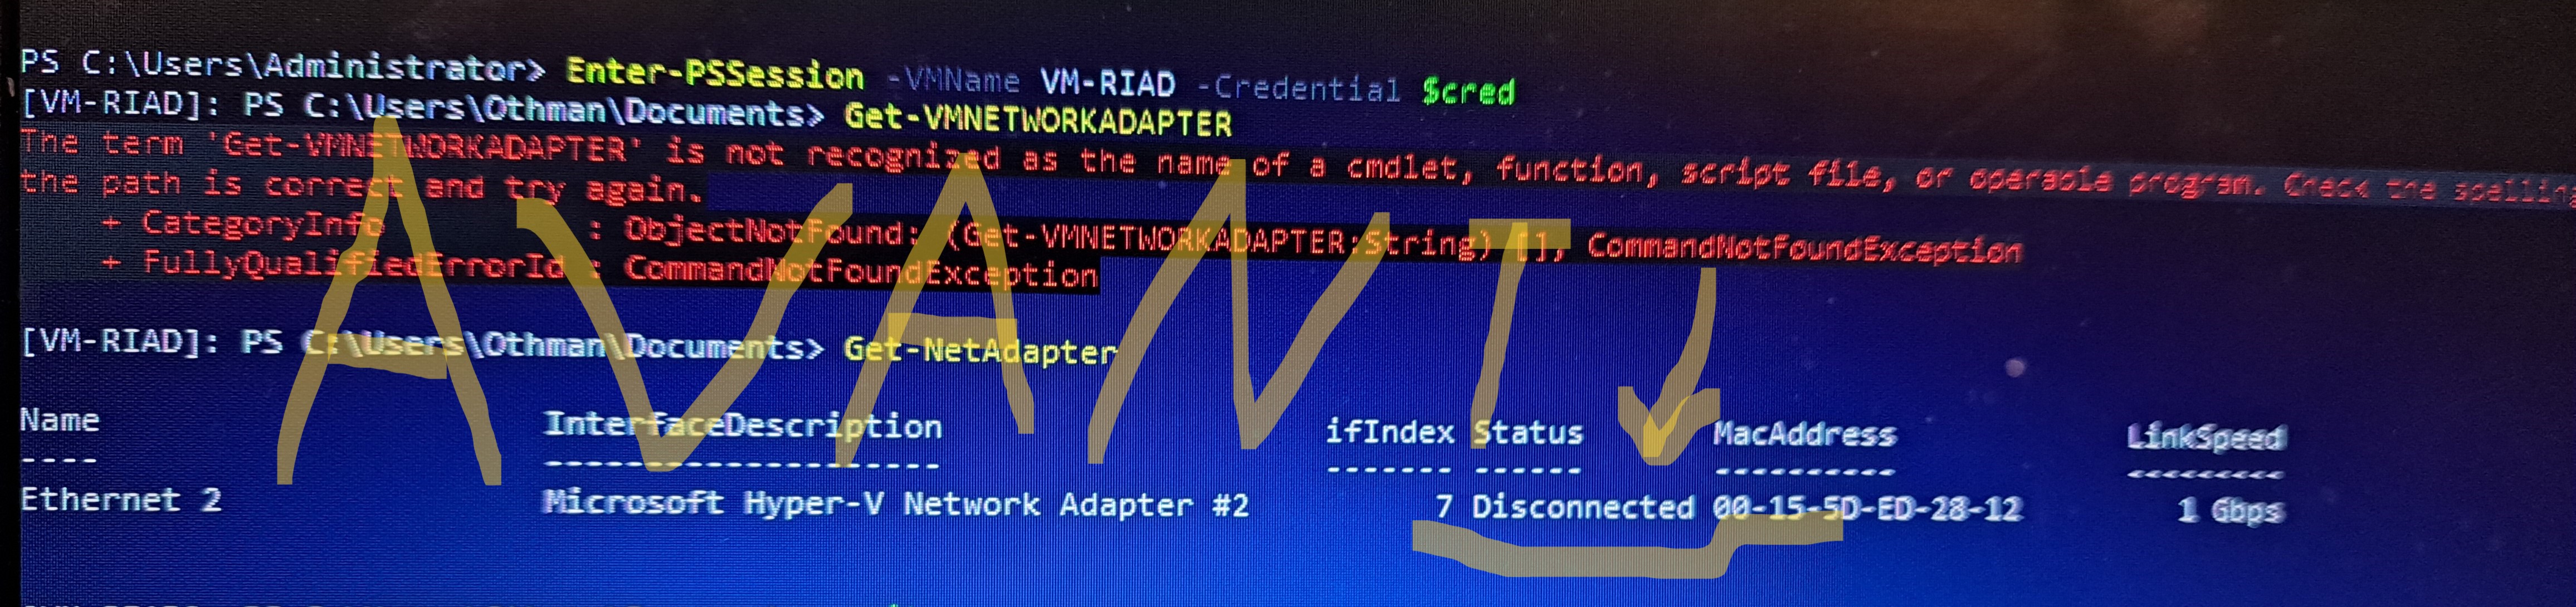 PS C:\Users\Administrator> Enter-PSSession -VMName VM-RIAD -Credential $cred
[VM-RIAD]: PS C:\Users\Othman\Documents> Get-VMNETWORKADAPTER
The term 'Get-VMNETWORKADAPTER' is not recognized as the name of a cmdlet, function, script file, or operable program. Check the spelling
the path is correct and try again.
+ CategoryInfo : ObjectNotFound: (Get-VMNETWORKADAPTER:String) [], CommandNotFoundException
+ FullyQualifiedErrorId : CommandNotFoundException
AVANT
[VM-RIAD]: PS C:\Users\Othman\Documents> Get-NetAdapter
Name InterfaceDescription ifIndex Status MacAddress LinkSpeed
---- -------------------- ------- ------ ---------- ---------
Ethernet 2 Microsoft Hyper-V Network Adapter #2 7 Disconnected 00-15-5D-ED-28-12 1 Gbps